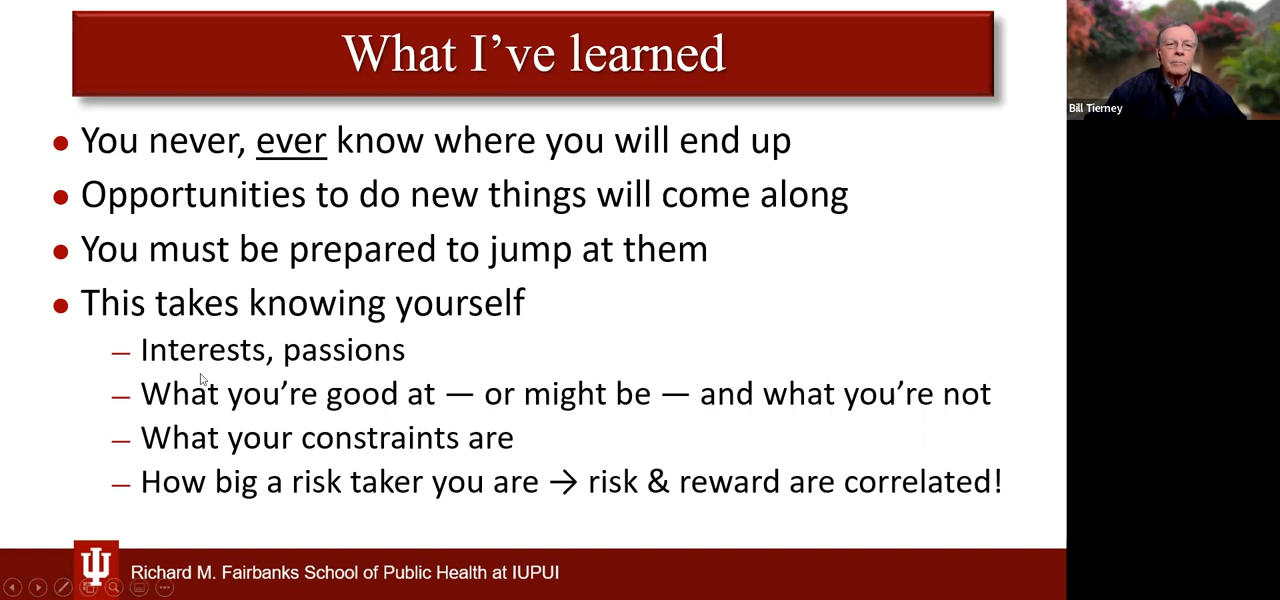 What I've learned
Bill Tierney
• You never, ever know where you will end up
• Opportunities to do new things will come along
• You must be prepared to jump at them
• This takes knowing yourself
– Interests, passions
– What you're good at — or might be — and what you're not
– What your constraints are
– How big a risk taker you are → risk & reward are correlated!
Richard M. Fairbanks School of Public Health at IUPUI